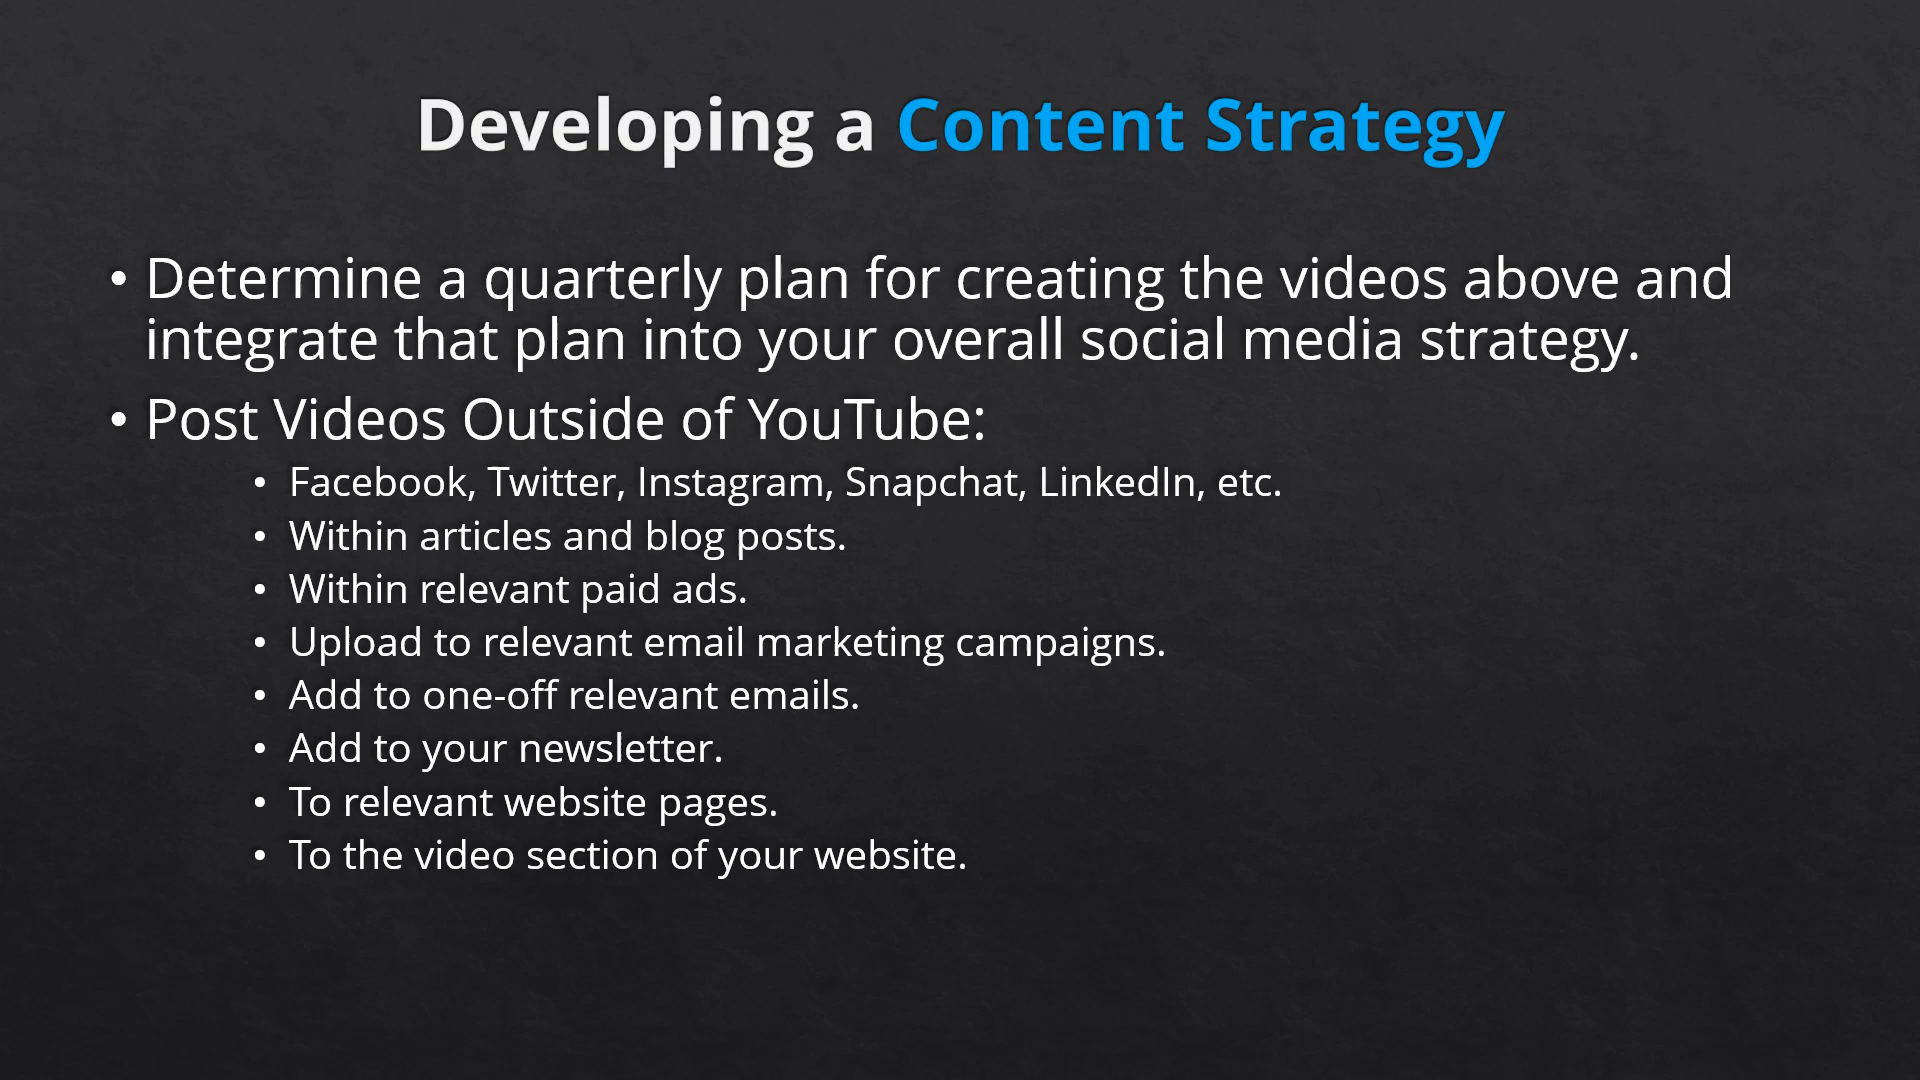 Developing a Content Strategy
• Determine a quarterly plan for creating the videos above and
integrate that plan into your overall social media strategy.
• Post Videos Outside of YouTube:
• Facebook, Twitter, Instagram, Snapchat, LinkedIn, etc.
• Within articles and blog posts.
• Within relevant paid ads.
• Upload to relevant email marketing campaigns.
• Add to one-off relevant emails.
• Add to your newsletter.
• To relevant website pages.
• To the video section of your website.